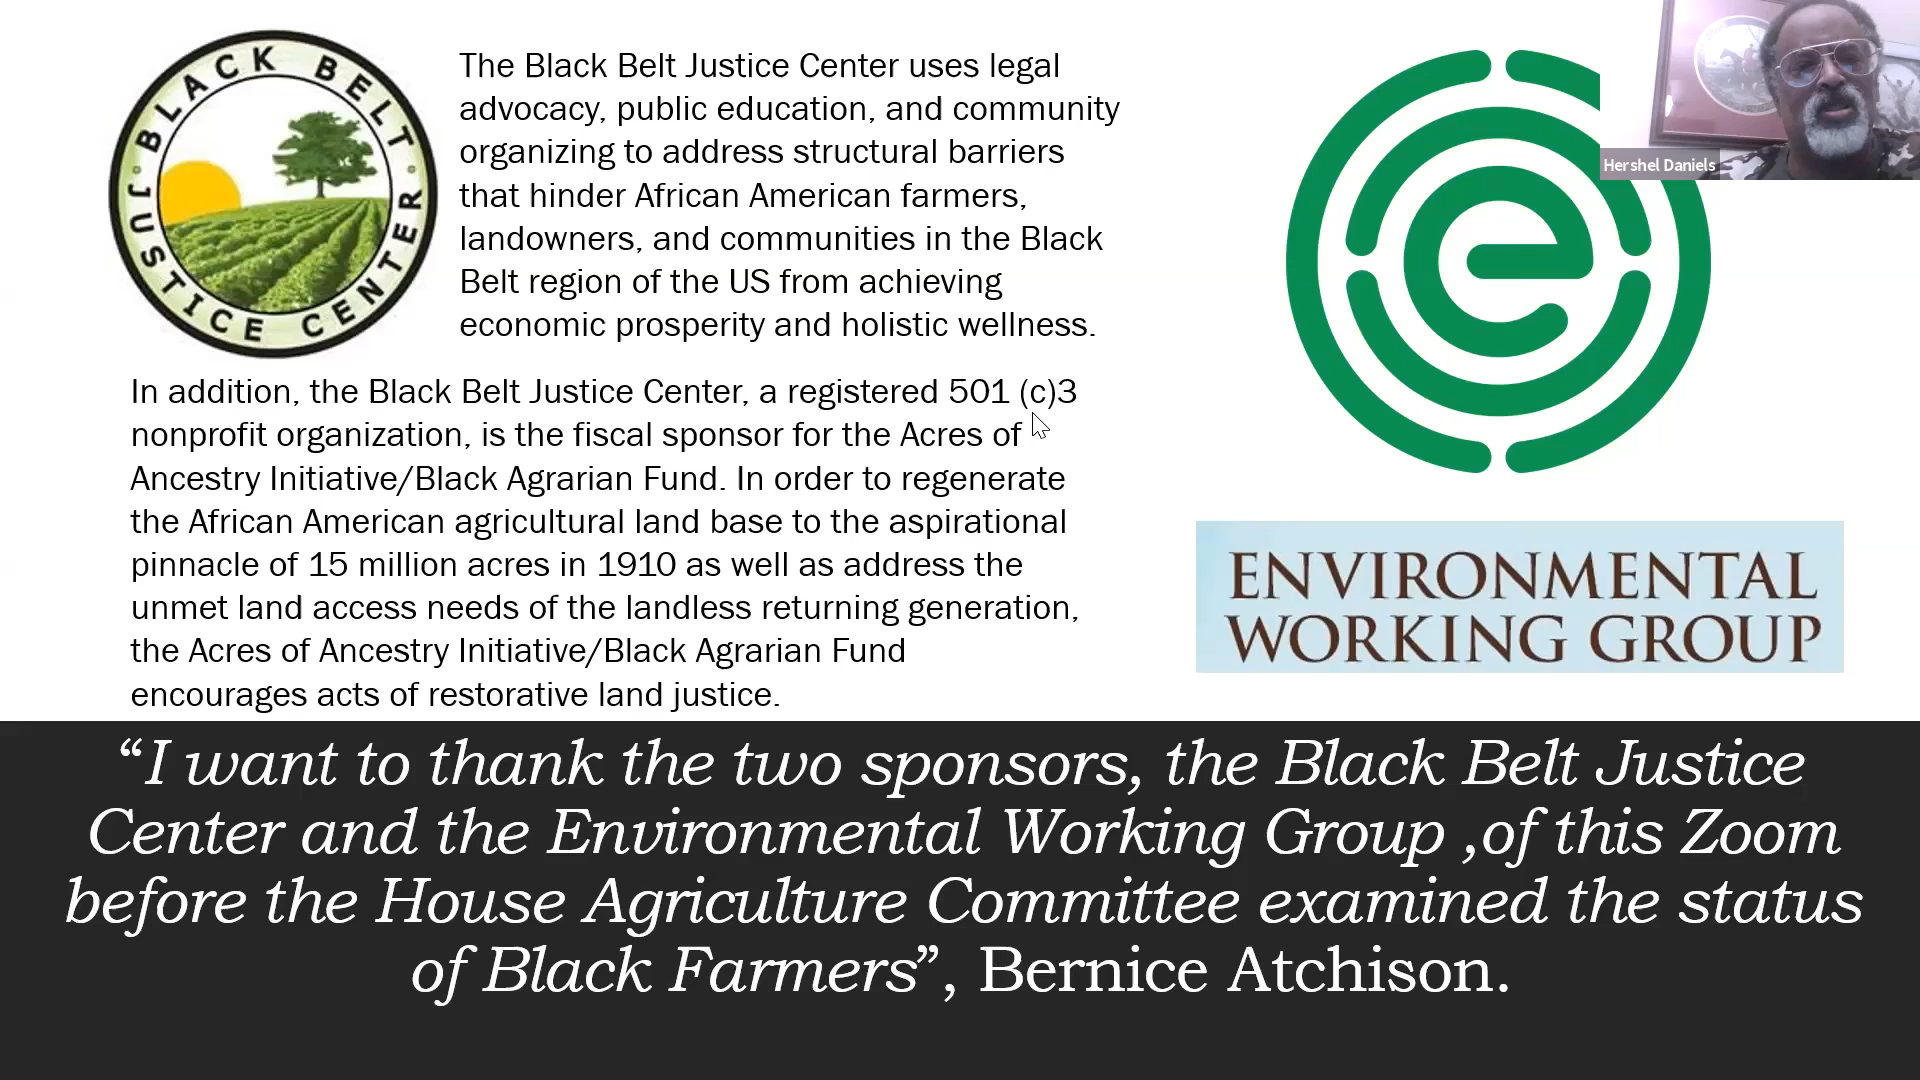 BLACK BELT
JUSTICE CENTER
The Black Belt Justice Center uses legal
advocacy, public education, and community
organizing to address structural barriers
that hinder African American farmers,
landowners, and communities in the Black
Belt region of the US from achieving
economic prosperity and holistic wellness.
In addition, the Black Belt Justice Center, a registered 501 (c)3
nonprofit organization, is the fiscal sponsor for the Acres of
Ancestry Initiative/Black Agrarian Fund. In order to regenerate
the African American agricultural land base to the aspirational
pinnacle of 15 million acres in 1910 as well as address the
unmet land access needs of the landless returning generation,
the Acres of Ancestry Initiative/Black Agrarian Fund
encourages acts of restorative land justice.
e
Hershel Daniels
ENVIRONMENTAL
WORKING GROUP
“I want to thank the two sponsors, the Black Belt Justice
Center and the Environmental Working Group ,of this Zoom
before the House Agriculture Committee examined the status
of Black Farmers”, Bernice Atchison.